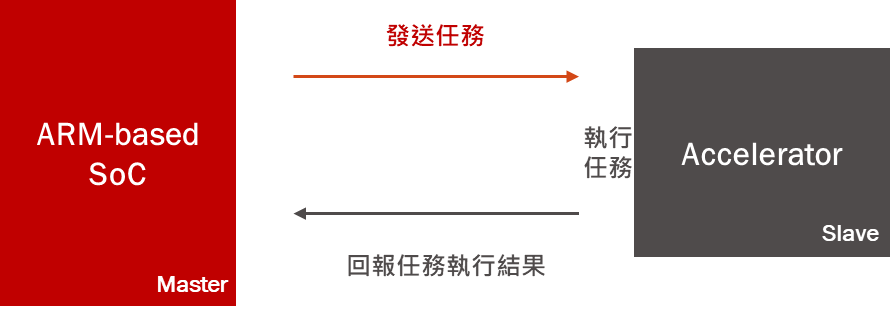 發送任務
ARM-based
SoC
Master
執行
任務
Accelerator
Slave
回報任務執行結果